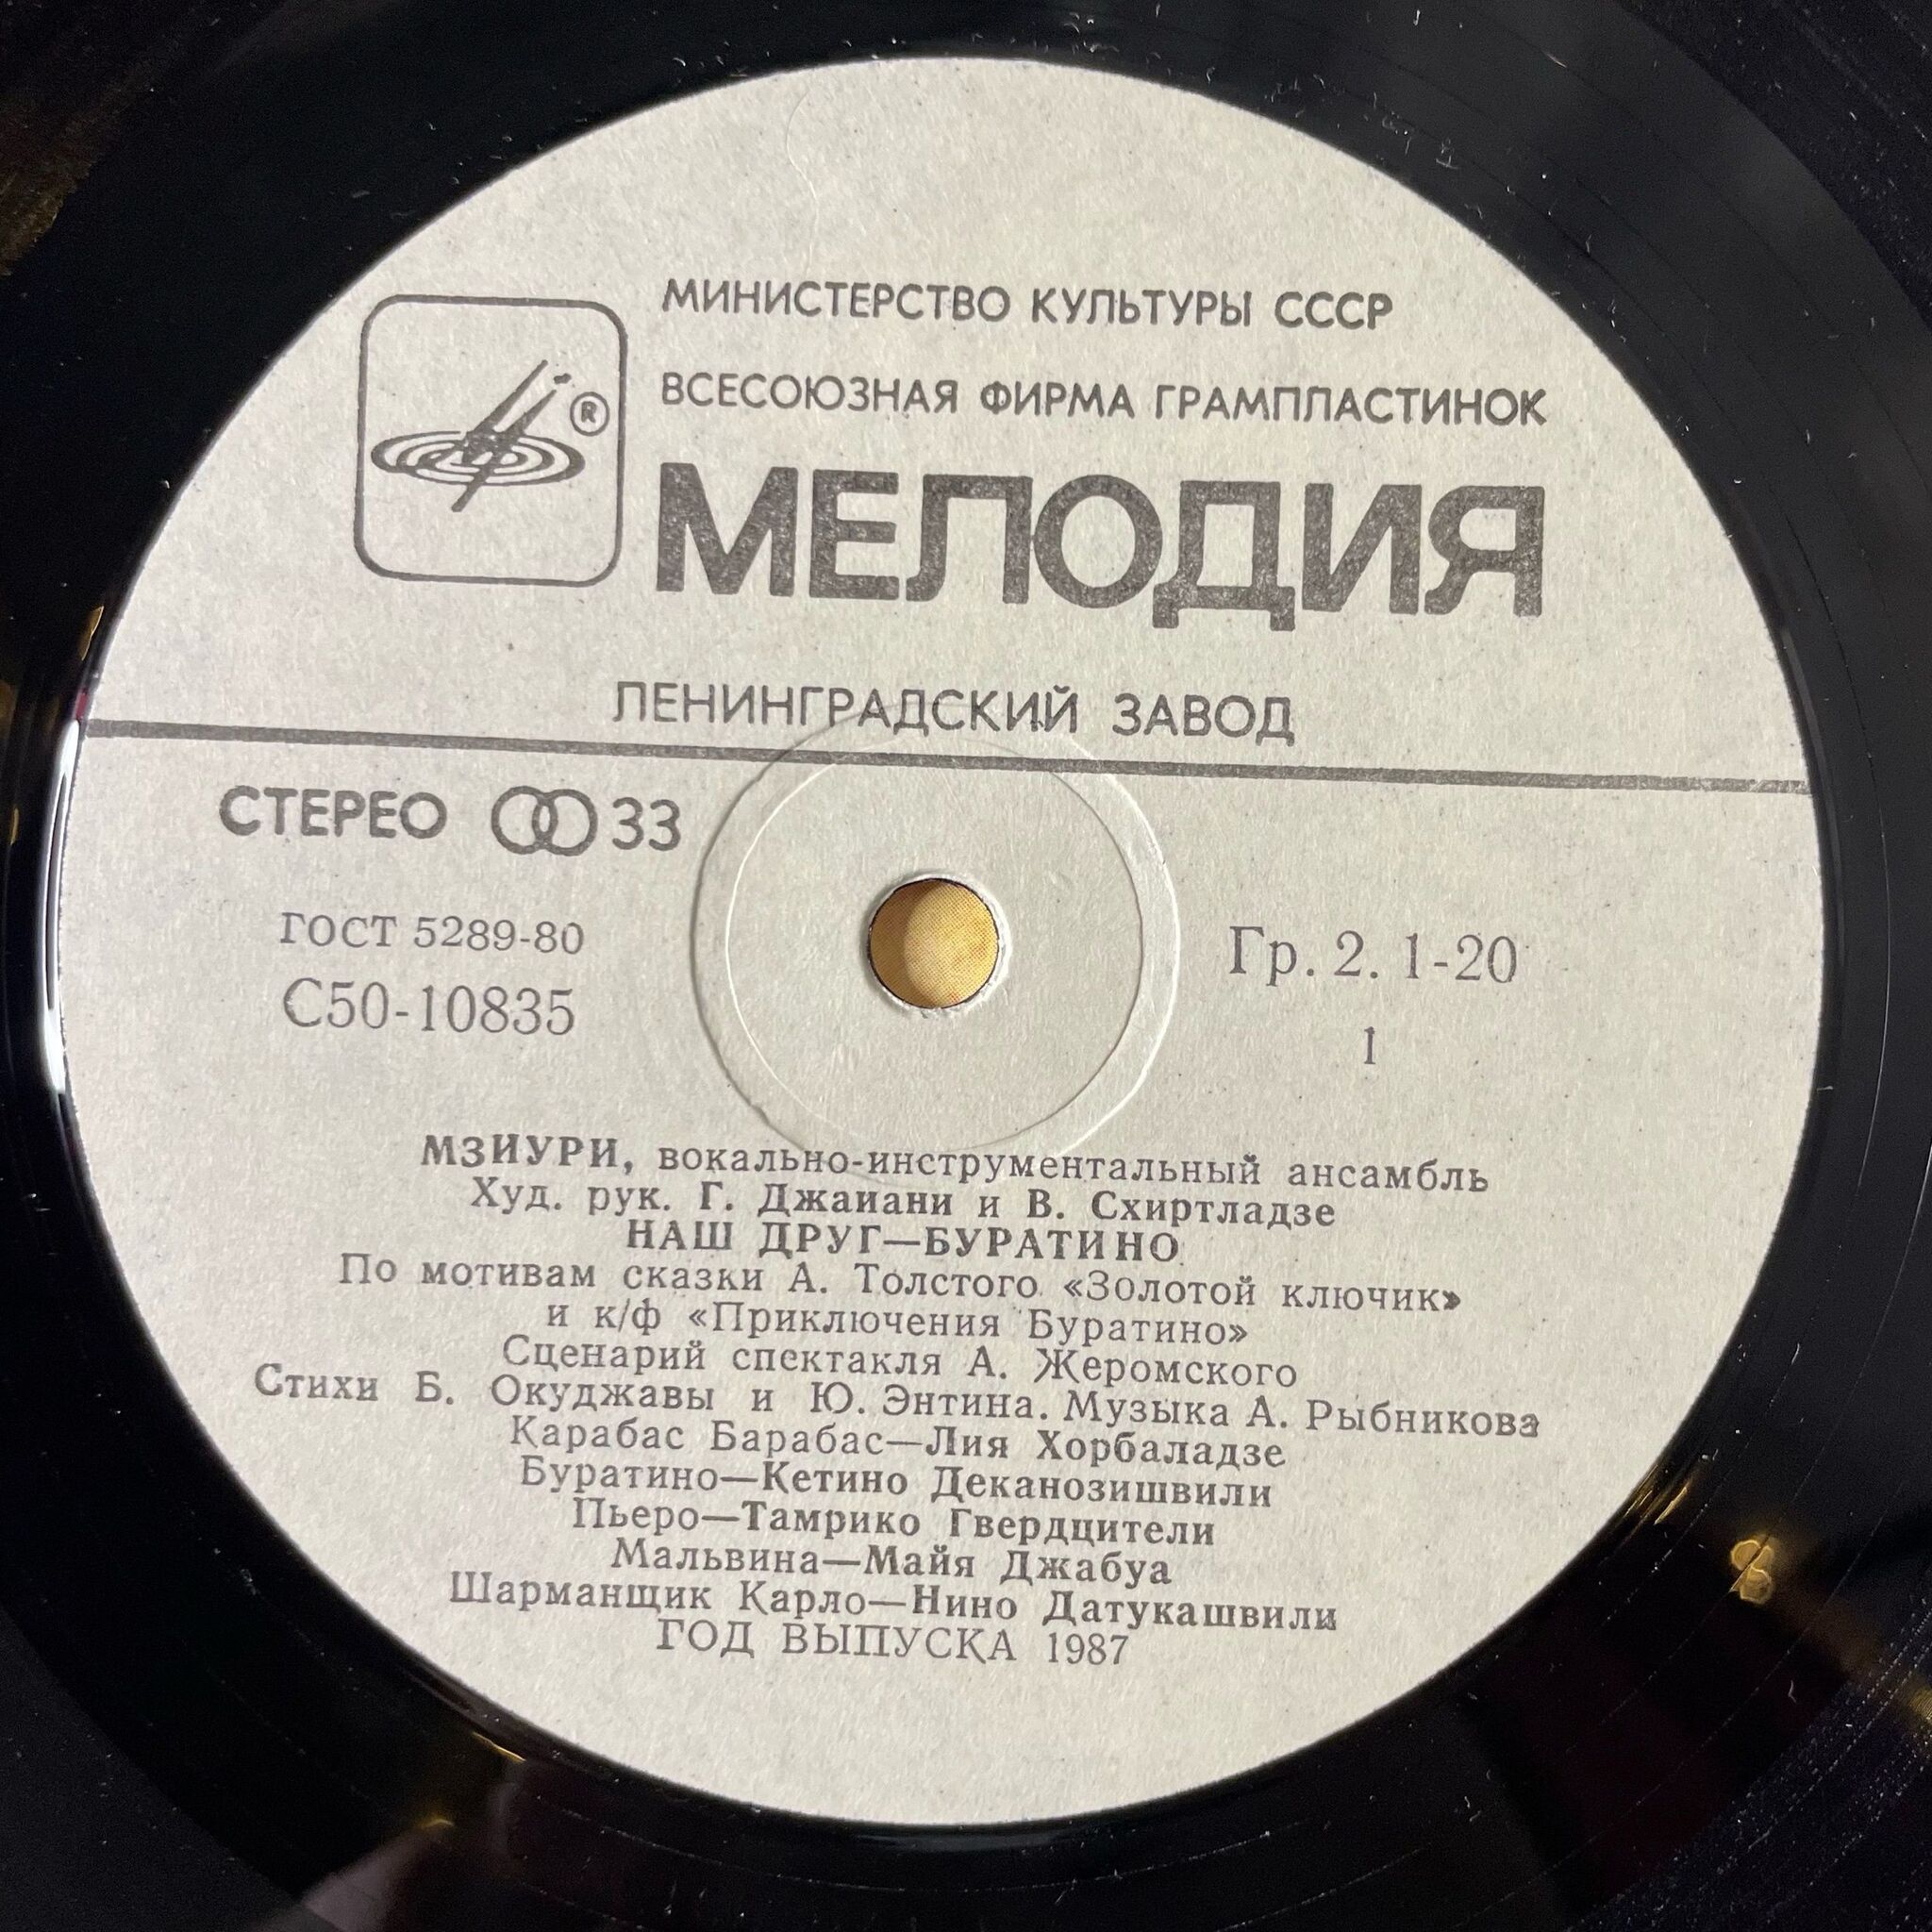 МИНИСТЕРСТВО КУЛЬТУРЫ СССР
ВСЕСОЮЗНАЯ ФИРМА ГРАМПЛАСТИНОК
®
МЕЛОДИЯ
ЛЕНИНГРАДСКИЙ ЗАВОД
СТЕРЕО 33
ГОСТ 5289-80
С50-10835
Гр. 2. 1-20
1
МЗИУРИ, вокально-инструментальный ансамбль
Худ. рук. Г. Джаиани и В. Схиртладзе
НАШ ДРУГ—БУРАТИНО
По мотивам сказки А. Толстого «Золотой ключик»
и к/ф «Приключения Буратино»
Сценарий спектакля А. Жеромского
Стихи Б. Окуджавы и Ю. Энтина. Музыка А. Рыбникова
Карабас Барабас—Лия Хорбаладзе
Буратино—Кетино Деканозишвили
Пьеро—Тамрико Гвердцители
Мальвина—Майя Джабуа
Шарманщик Карло—Нино Датукашвили
ГОД ВЫПУСКА 1987